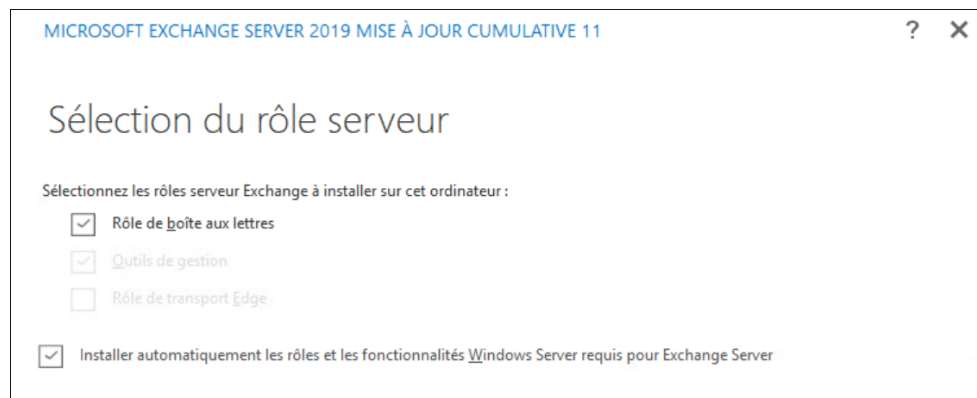 MICROSOFT EXCHANGE SERVER 2019 MISE À JOUR CUMULATIVE 11
?
Sélection du rôle serveur
Sélectionnez les rôles serveur Exchange à installer sur cet ordinateur :
Rôle de boîte aux lettres
Outils de gestion
Rôle de transport Edge
Installer automatiquement les rôles et les fonctionnalités Windows Server requis pour Exchange Server